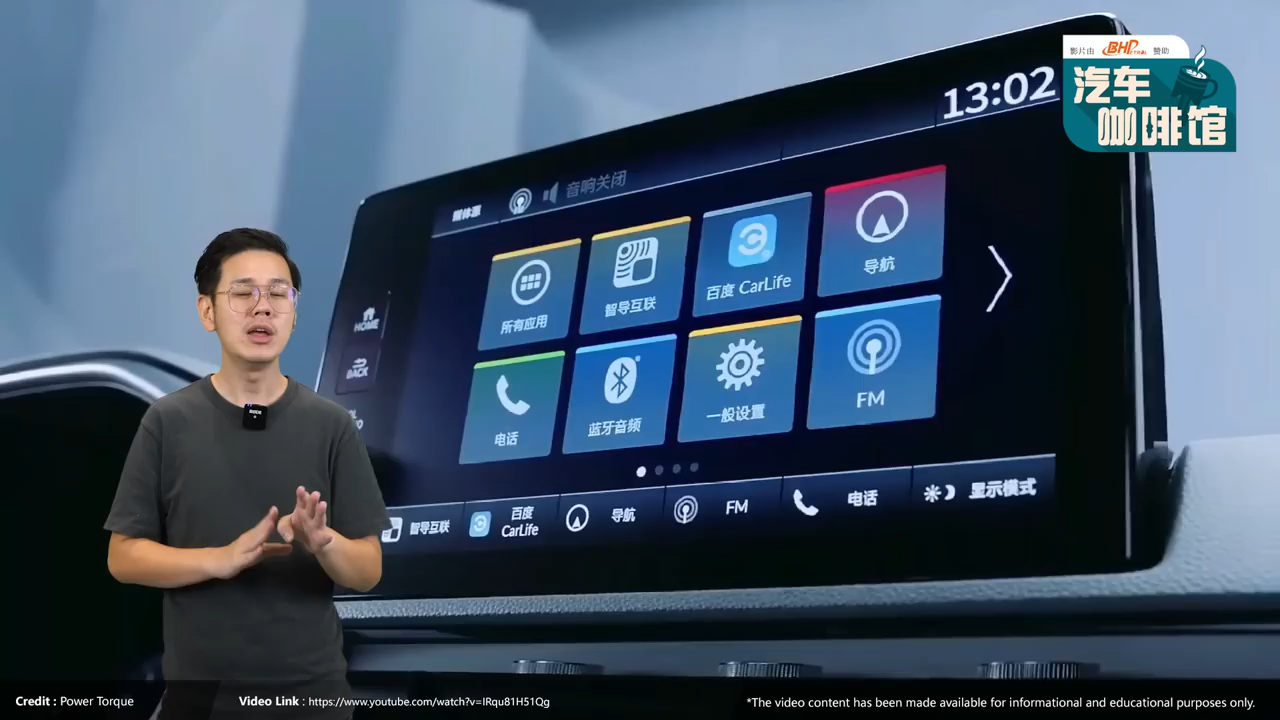 影片由 BHPetrol 赞助
汽车
咖啡馆
13:02
媒体源
音响关闭
HOME
BACK
所有应用
智导互联
百度 CarLife
导航
电话
蓝牙音频
一般设置
FM
智导互联
百度
CarLife
导航
FM
电话
显示模式
RODE
Credit : Power Torque
Video Link : https://www.youtube.com/watch?v=IRqu81H51Qg
*The video content has been made available for informational and educational purposes only.